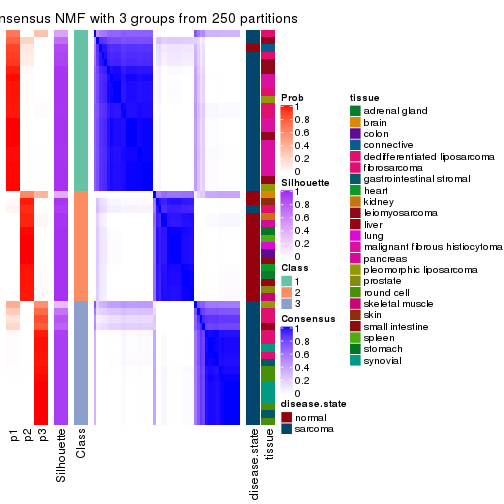 nsensus NMF with 3 groups from 250 partitions
Prob
1
0.8
0.6
0.4
0.2
0
Silhouette
1
0.8
0.6
0.4
0.2
0
Class
1
2
3
Consensus
1
0.8
0.6
0.4
0.2
0
disease.state
normal
sarcoma
tissue
adrenal gland
brain
colon
connective
dedifferentiated liposarcoma
fibrosarcoma
gastrointestinal stromal
heart
kidney
leiomyosarcoma
liver
lung
malignant fibrous histiocytoma
pancreas
pleomorphic liposarcoma
prostate
round cell
skeletal muscle
skin
small intestine
spleen
stomach
synovial
p1
p2
p3
Silhouette
Class
disease.state
tissue